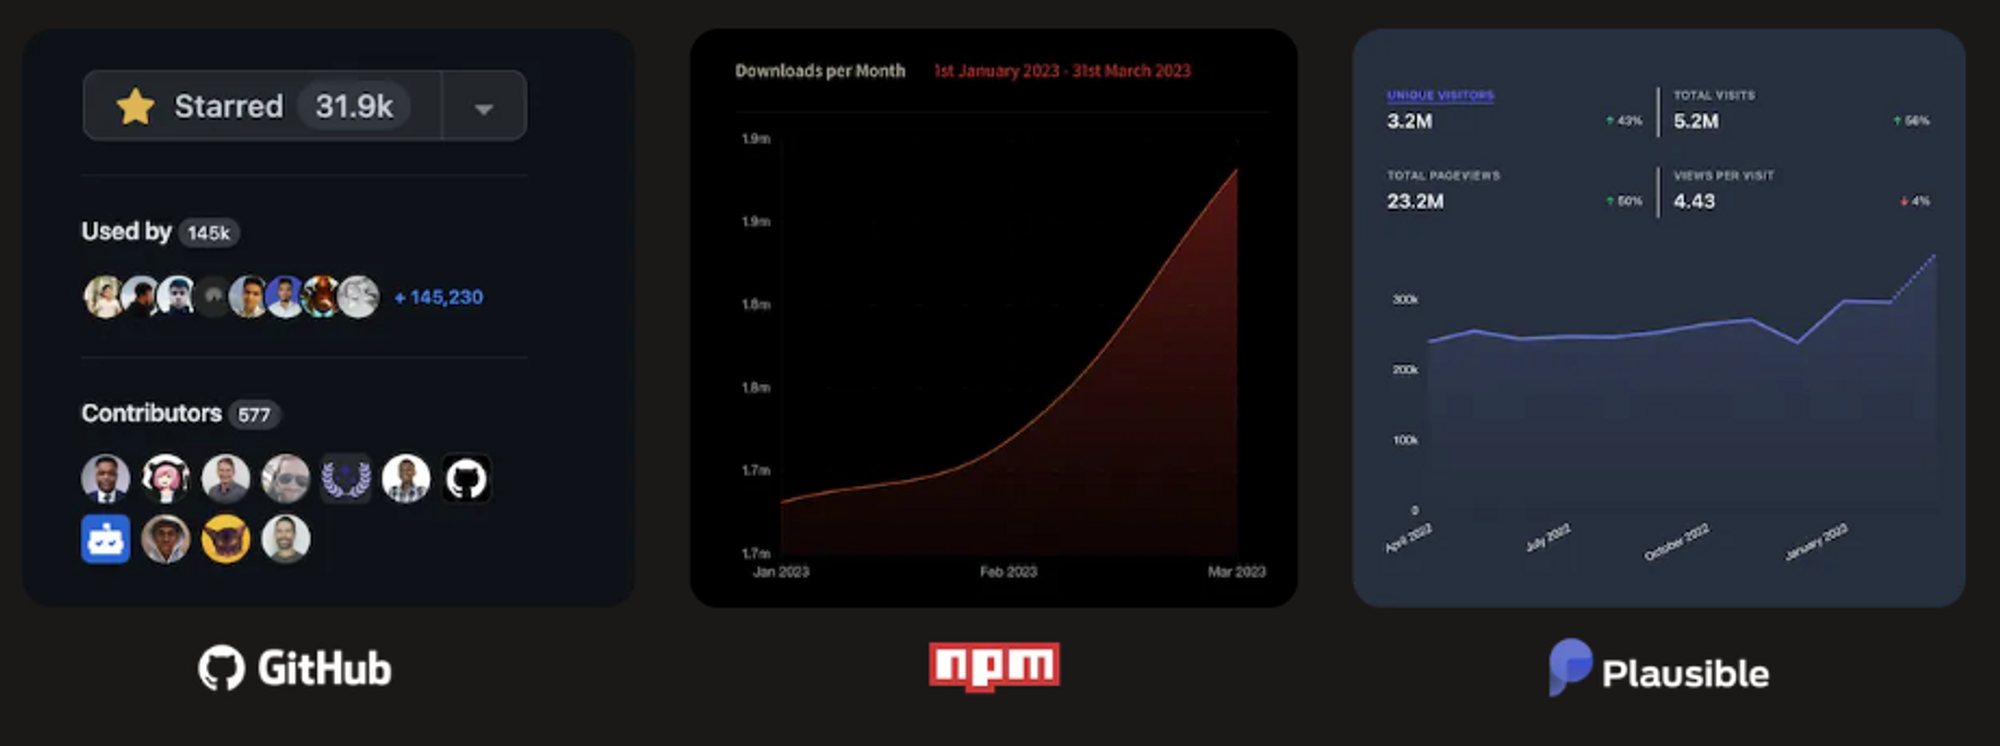 Starred 31.9k
Used by 145k
+ 145,230
Contributors 577
GitHub
Downloads per Month 1st January 2023 - 31st March 2023
1.9m
1.9m
1.8m
1.8m
1.7m
1.7m
Jan 2023 Feb 2023 Mar 2023
npm
UNIQUE VISITORS TOTAL VISITS
3.2M ↑ 43% 5.2M ↑ 56%
TOTAL PAGEVIEWS VIEWS PER VISIT
23.2M ↑ 50% 4.43 ↓ 4%
300k
200k
100k
0
April 2022 July 2022 October 2022 January 2023
Plausible